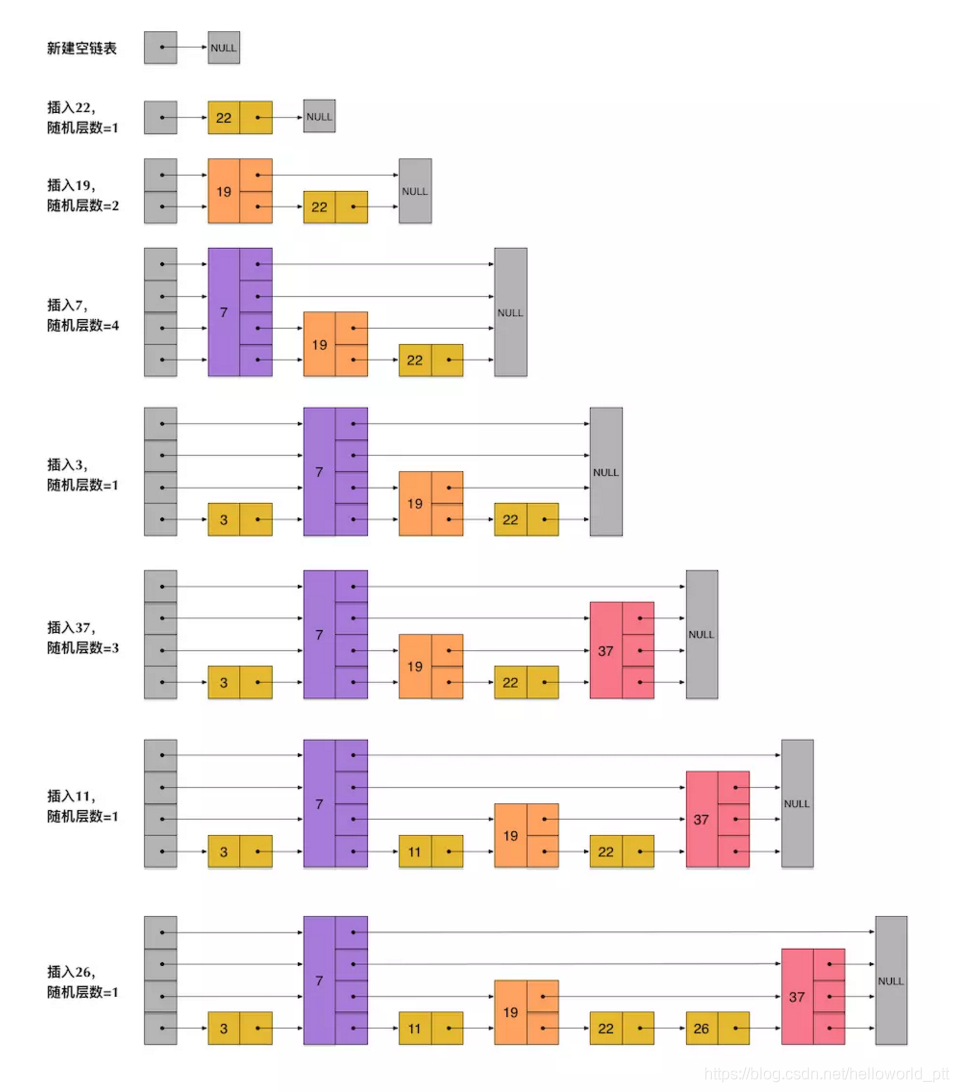 新建空链表
NULL
插入22，
随机层数=1
22
NULL
插入19，
随机层数=2
19
22
NULL
插入7，
随机层数=4
7
19
22
NULL
插入3，
随机层数=1
3
7
19
22
NULL
插入37，
随机层数=3
3
7
19
22
37
NULL
插入11，
随机层数=1
3
7
11
19
22
37
NULL
插入26，
随机层数=1
3
7
11
19
22
26
37
NULL
https://blog.csdn.net/helloworld_ptt